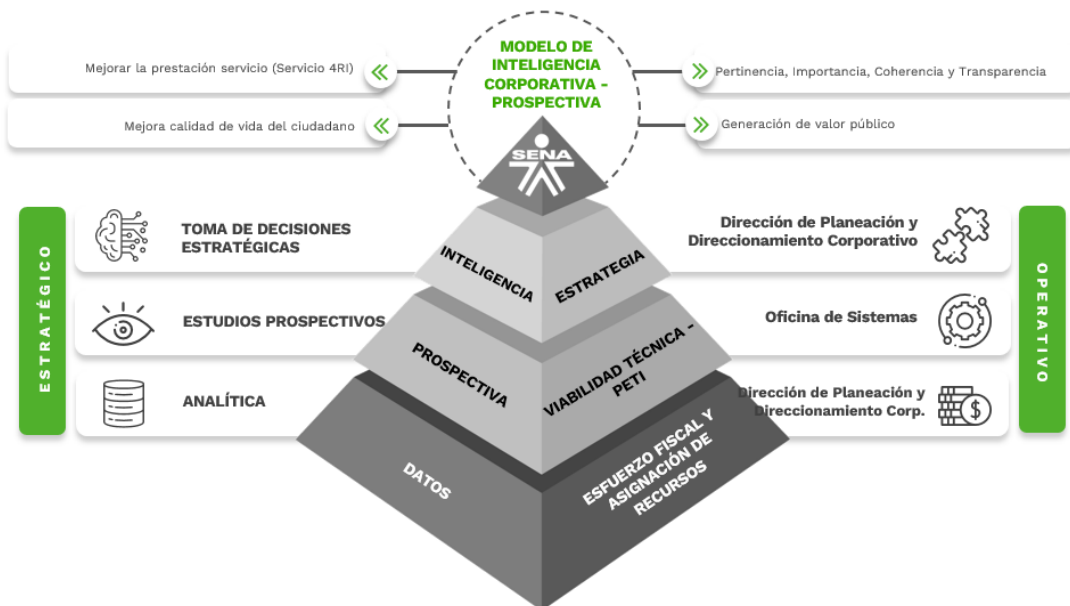 MODELO DE
INTELIGENCIA
CORPORATIVA -
PROSPECTIVA
Mejorar la prestación servicio (Servicio 4RI)
Mejora calidad de vida del ciudadano
Pertinencia, Importancia, Coherencia y Transparencia
Generación de valor público
SENA
ESTRATÉGICO
TOMA DE DECISIONES
ESTRATÉGICAS
ESTUDIOS PROSPECTIVOS
ANALÍTICA
INTELIGENCIA
ESTRATEGIA
PROSPECTIVA
VIABILIDAD TÉCNICA -
PETI
DATOS
ESFUERZO FISCAL Y
ASIGNACIÓN DE
RECURSOS
Dirección de Planeación y
Direccionamiento Corporativo
Oficina de Sistemas
Dirección de Planeación y
Direccionamiento Corp.
OPERATIVO